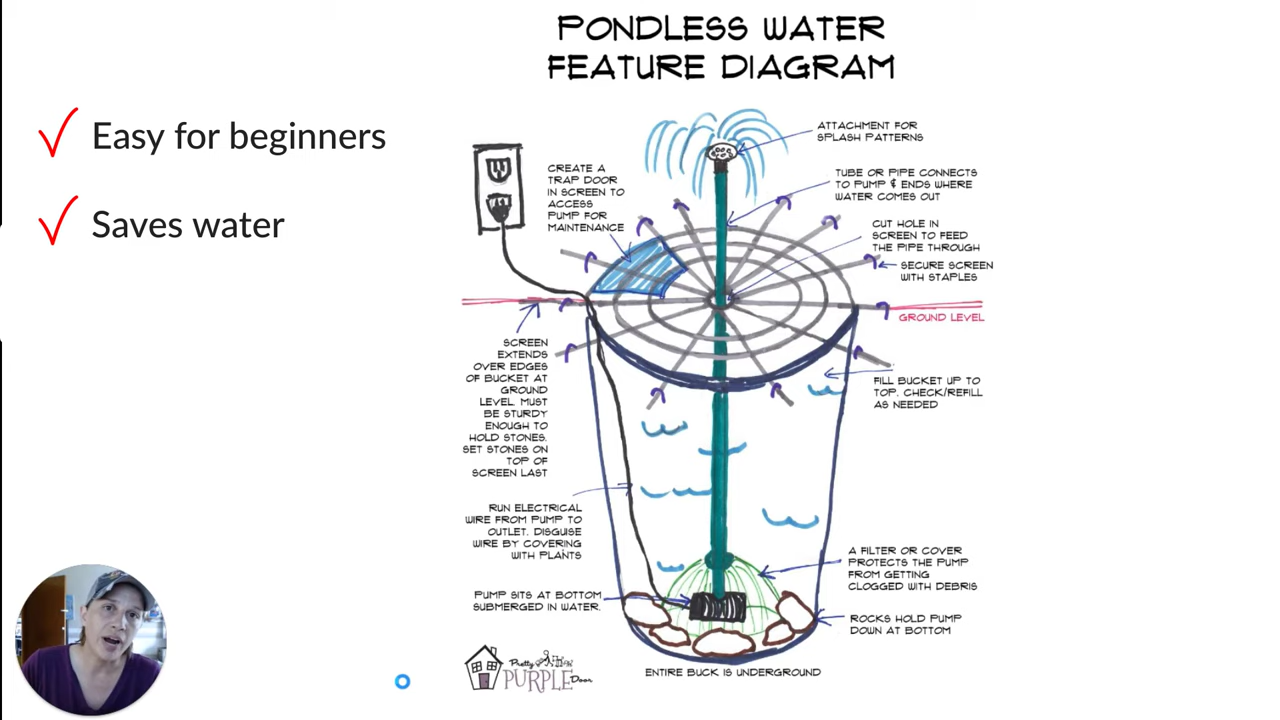 PONDLESS WATER
FEATURE DIAGRAM
Easy for beginners
Saves water
ATTACHMENT FOR
SPLASH PATTERNS
CREATE A
TRAP DOOR
IN SCREEN TO
ACCESS
PUMP FOR
MAINTENANCE
TUBE OR PIPE CONNECTS
TO PUMP & ENDS WHERE
WATER COMES OUT
CUT HOLE IN
SCREEN TO FEED
THE PIPE THROUGH
SECURE SCREEN
WITH STAPLES
GROUND LEVEL
SCREEN
EXTENDS
OVER EDGES
OF BUCKET AT
GROUND
LEVEL. MUST
BE STURDY
ENOUGH TO
HOLD STONES.
SET STONES ON
TOP OF
SCREEN LAST
FILL BUCKET UP TO
TOP. CHECK/REFILL
AS NEEDED
RUN ELECTRICAL
WIRE FROM PUMP TO
OUTLET. DISGUISE
WIRE BY COVERING
WITH PLANTS
A FILTER OR COVER
PROTECTS THE PUMP
FROM GETTING
CLOGGED WITH DEBRIS
PUMP SITS AT BOTTOM
SUBMERGED IN WATER.
ROCKS HOLD PUMP
DOWN AT BOTTOM
Pretty
PURPLE
Door
ENTIRE BUCK IS UNDERGROUND